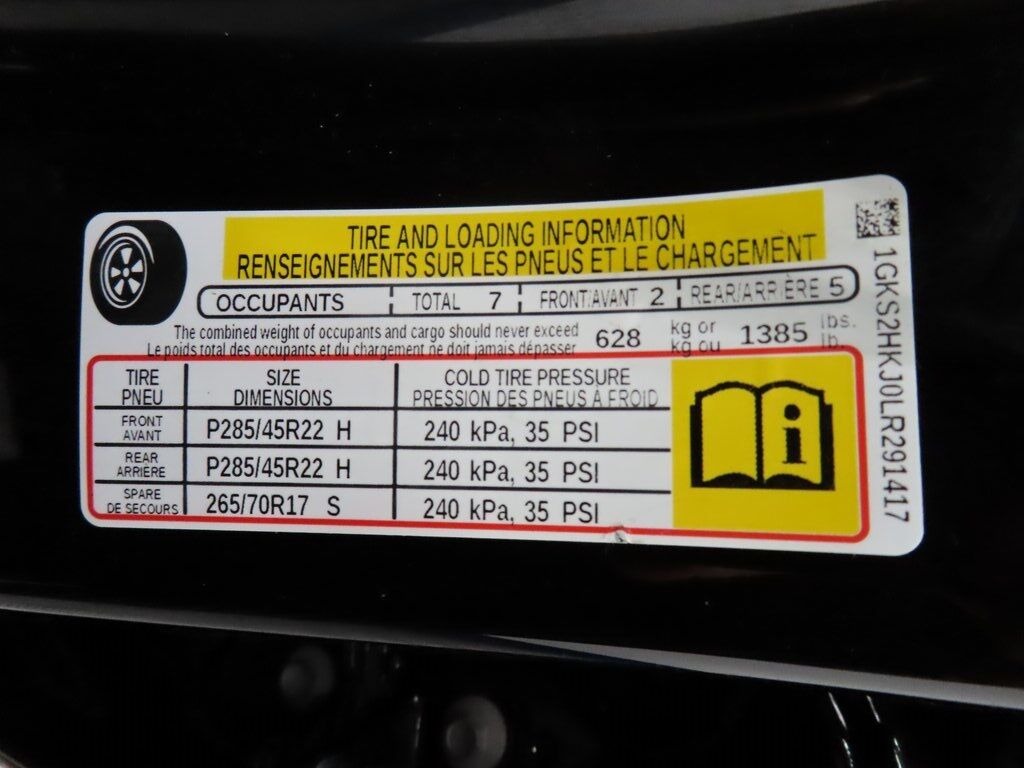 TIRE AND LOADING INFORMATION
RENSEIGNEMENTS SUR LES PNEUS ET LE CHARGEMENT
OCCUPANTS TOTAL 7 FRONT/AVANT 2 REAR/ARRIÈRE 5
The combined weight of occupants and cargo should never exceed 628 kg or 1385 lbs.
Le poids total des occupants et du chargement ne doit jamais dépasser kg ou lb.
TIRE SIZE COLD TIRE PRESSURE
PNEU DIMENSIONS PRESSION DES PNEUS A FROID
FRONT
AVANT P285/45R22 H 240 kPa, 35 PSI
REAR
ARRIÈRE P285/45R22 H 240 kPa, 35 PSI
SPARE
DE SECOURS 265/70R17 S 240 kPa, 35 PSI
i
1GKS2HKJ0LR291417